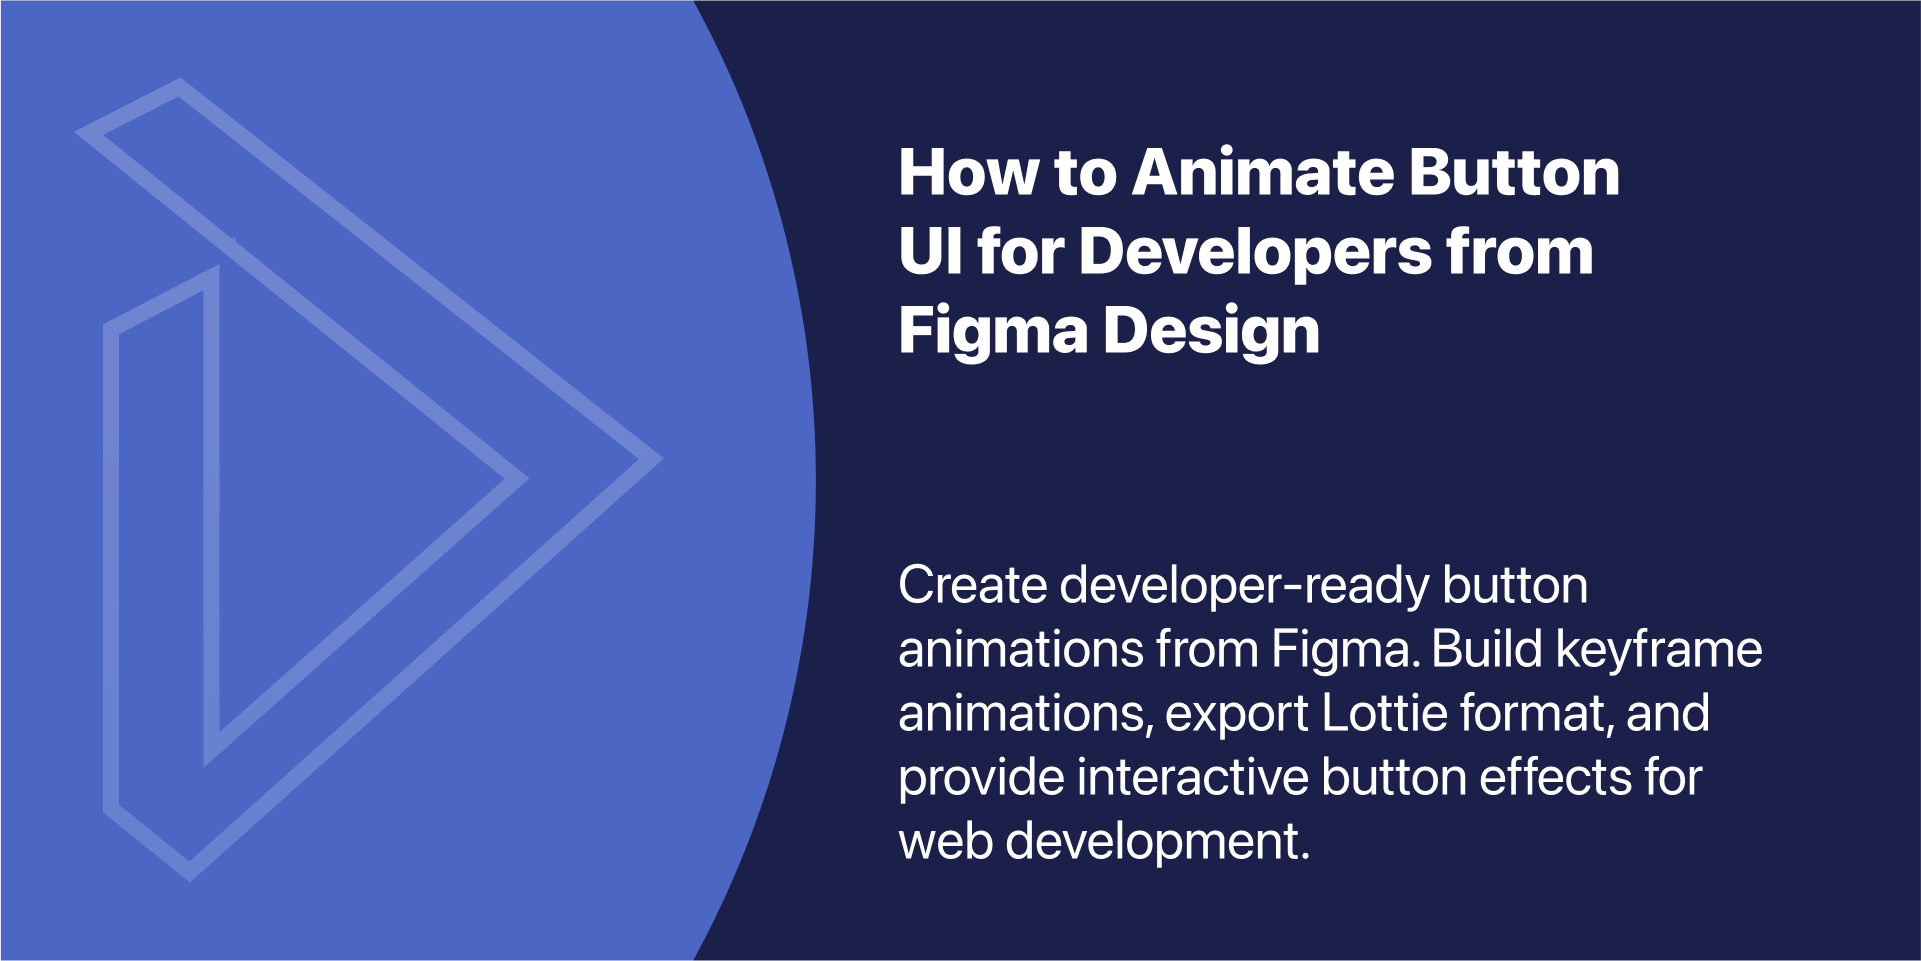 How to Animate Button
UI for Developers from
Figma Design
Create developer-ready button
animations from Figma. Build keyframe
animations, export Lottie format, and
provide interactive button effects for
web development.